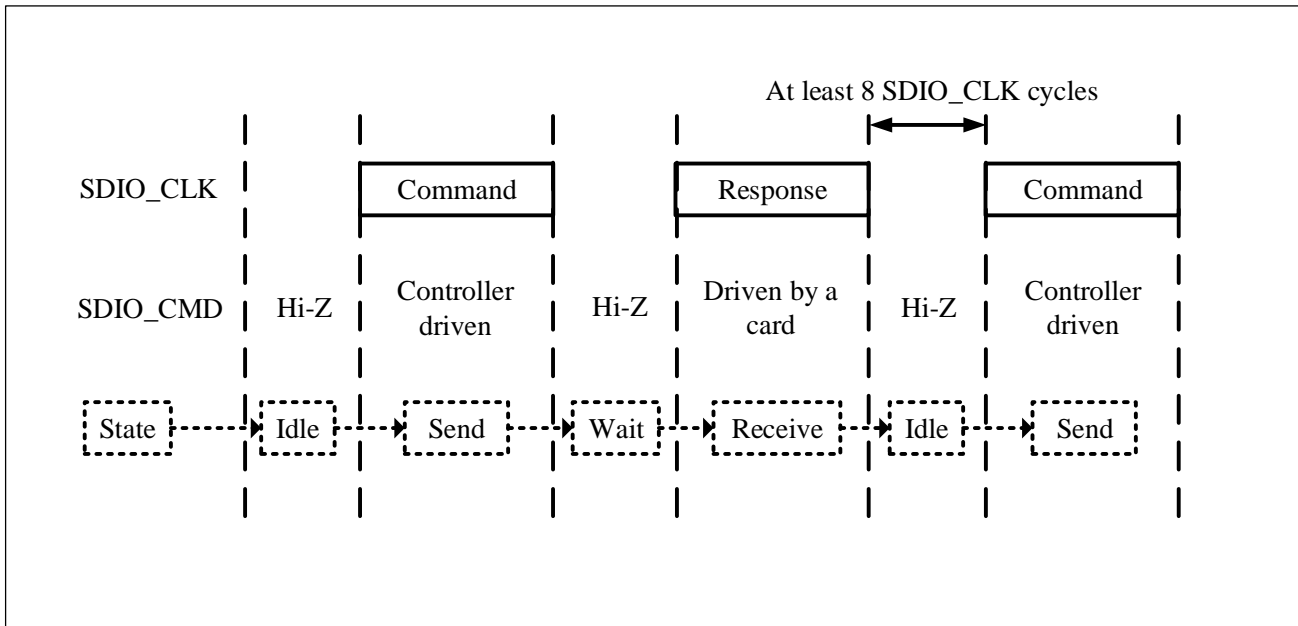 At least 8 SDIO_CLK cycles
SDIO_CLK Command Response Command
SDIO_CMD Hi-Z Controller driven Hi-Z Driven by a card Hi-Z Controller driven
State Idle Send Wait Receive Idle Send